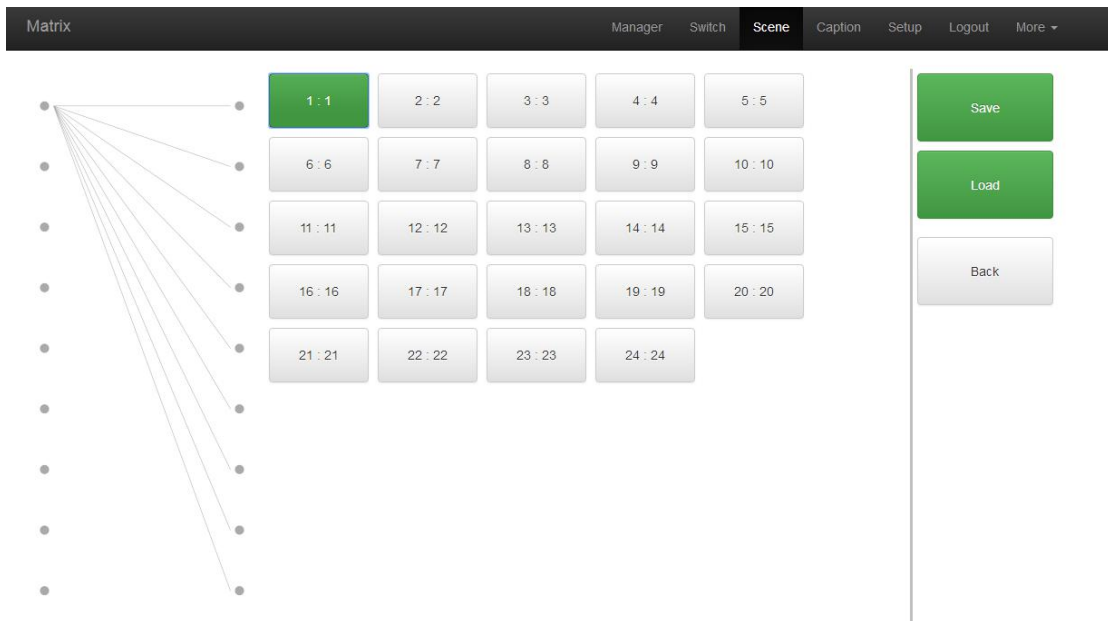 Matrix Manager Switch Scene Caption Setup Logout More
1 : 1 2 : 2 3 : 3 4 : 4 5 : 5 Save
6 : 6 7 : 7 8 : 8 9 : 9 10 : 10
Load
11 : 11 12 : 12 13 : 13 14 : 14 15 : 15
16 : 16 17 : 17 18 : 18 19 : 19 20 : 20 Back
21 : 21 22 : 22 23 : 23 24 : 24